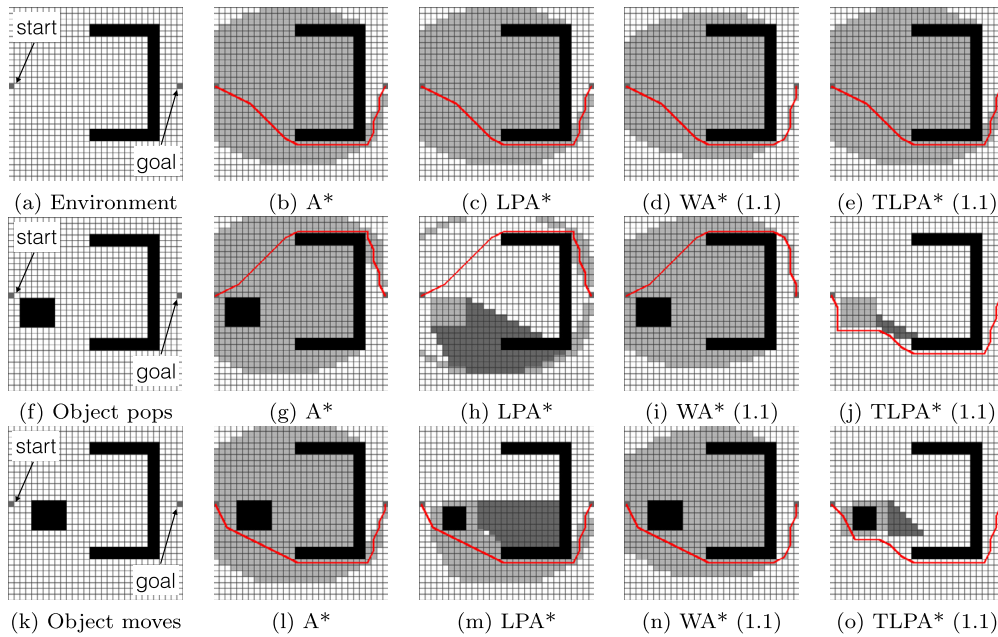 start
goal
(a) Environment (b) A* (c) LPA* (d) WA* (1.1) (e) TLPA* (1.1)
start
goal
(f) Object pops (g) A* (h) LPA* (i) WA* (1.1) (j) TLPA* (1.1)
start
goal
(k) Object moves (l) A* (m) LPA* (n) WA* (1.1) (o) TLPA* (1.1)